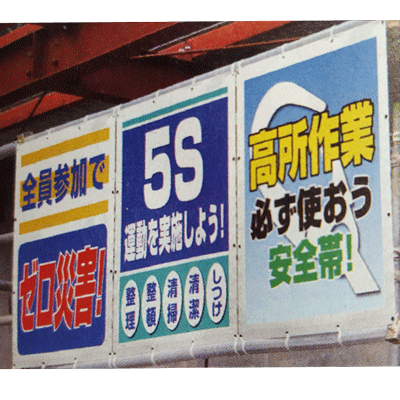 全員参加で
ゼロ災害!
5S
運動を実施しよう!
整理
整頓
清掃
清潔
しつけ
高所作業
必ず使おう
安全帯!